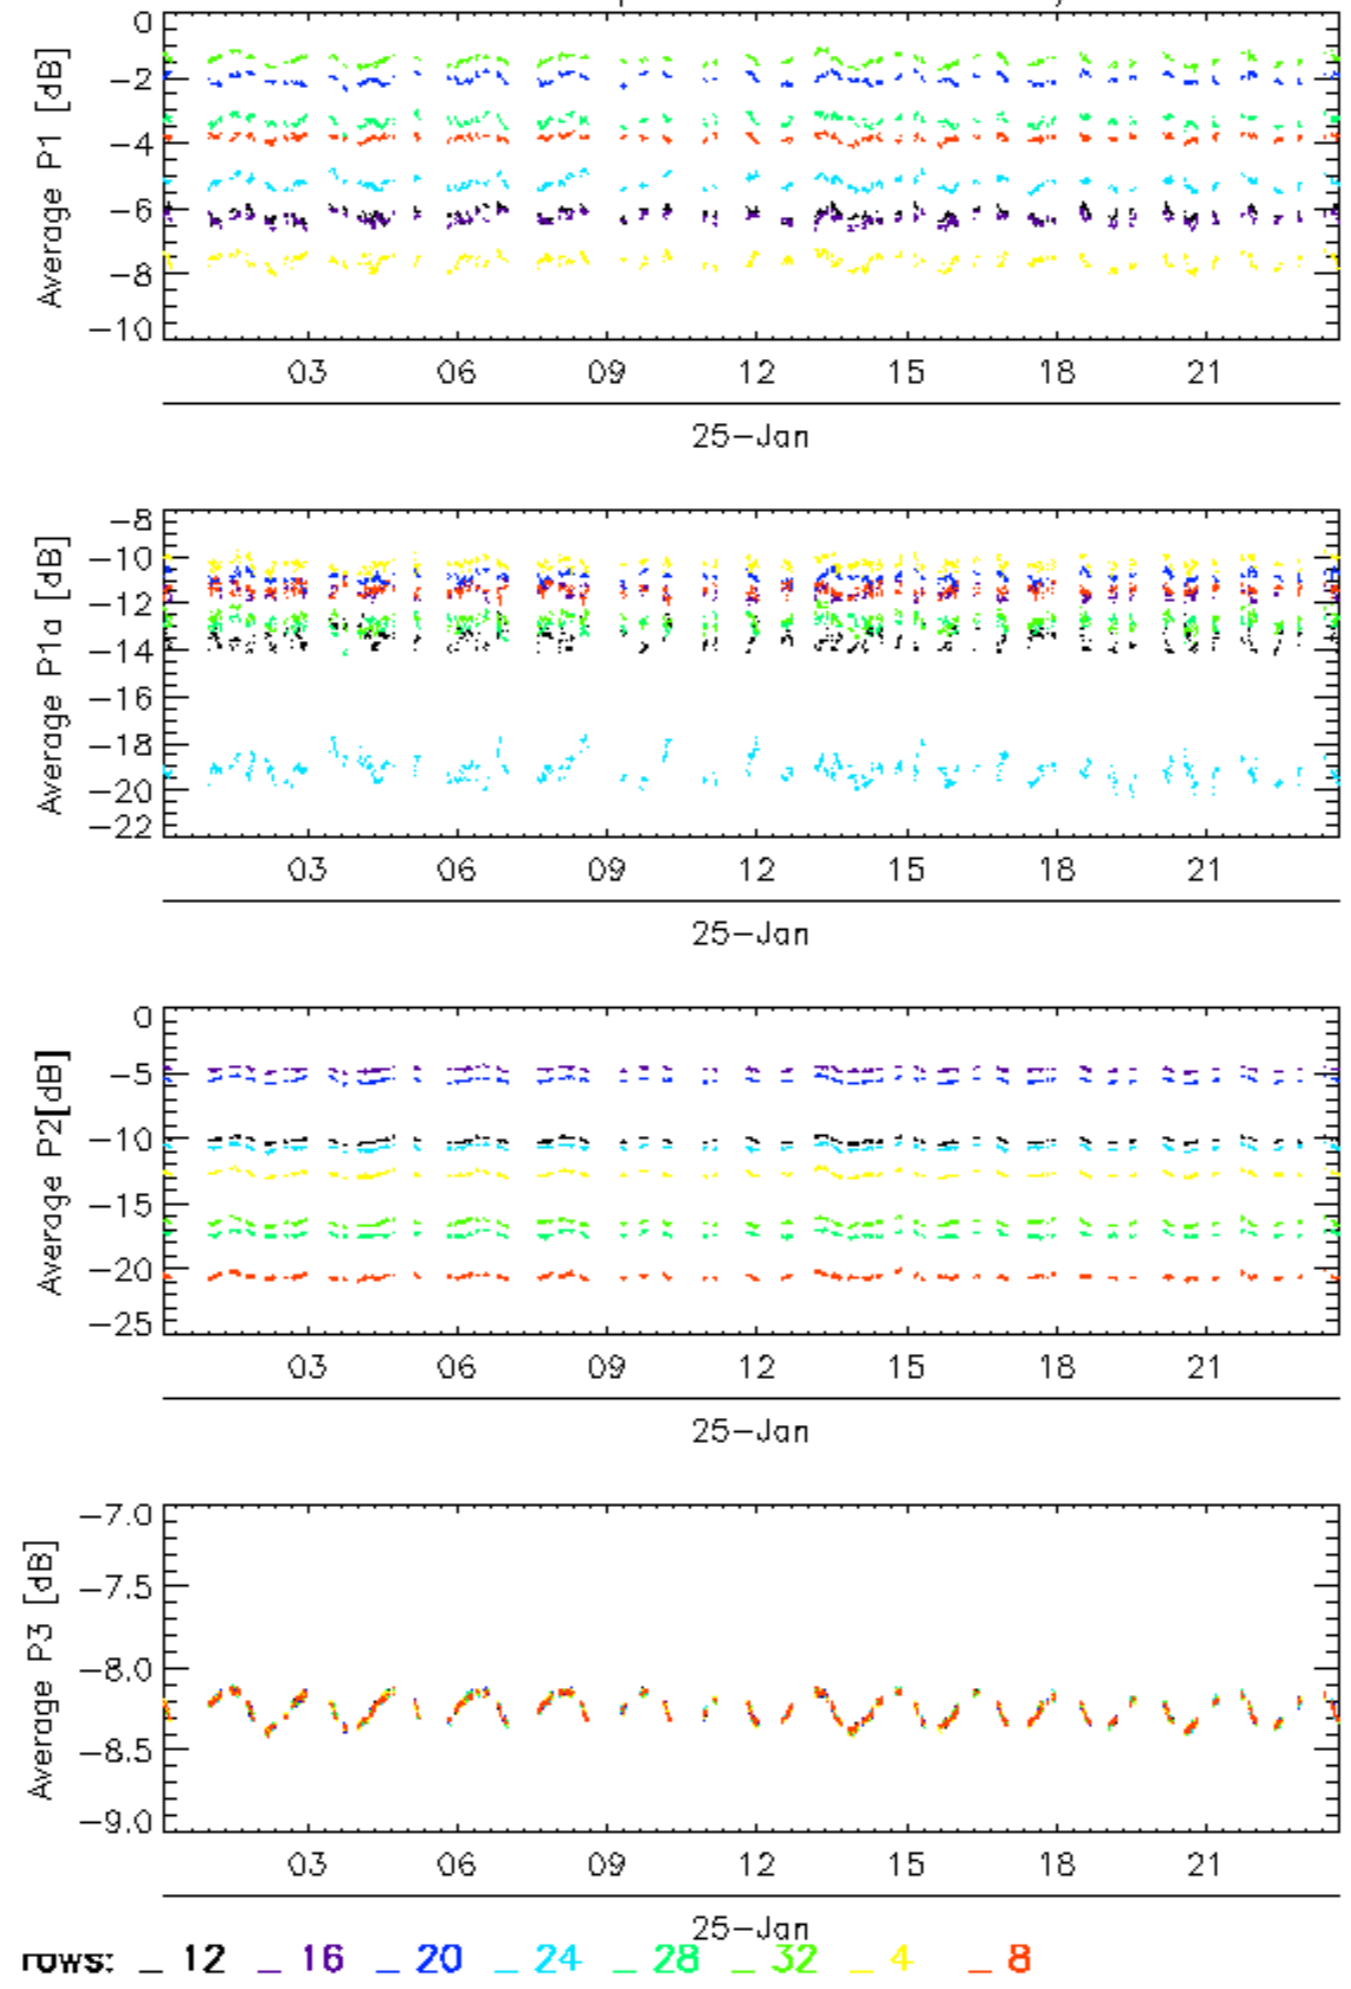 0
−2
−4
−6
−8
−10
Average P1 [dB]
03 06 09 12 15 18 21
25−Jan
−8
−10
−12
−14
−16
−18
−20
−22
Average P1a [dB]
03 06 09 12 15 18 21
25−Jan
0
−5
−10
−15
−20
−25
Average P2[dB]
03 06 09 12 15 18 21
25−Jan
−7.0
−7.5
−8.0
−8.5
−9.0
Average P3 [dB]
03 06 09 12 15 18 21
25−Jan
rows: _ 12 _ 16 _ 20 _ 24 _ 28 _ 32 _ 4 _ 8